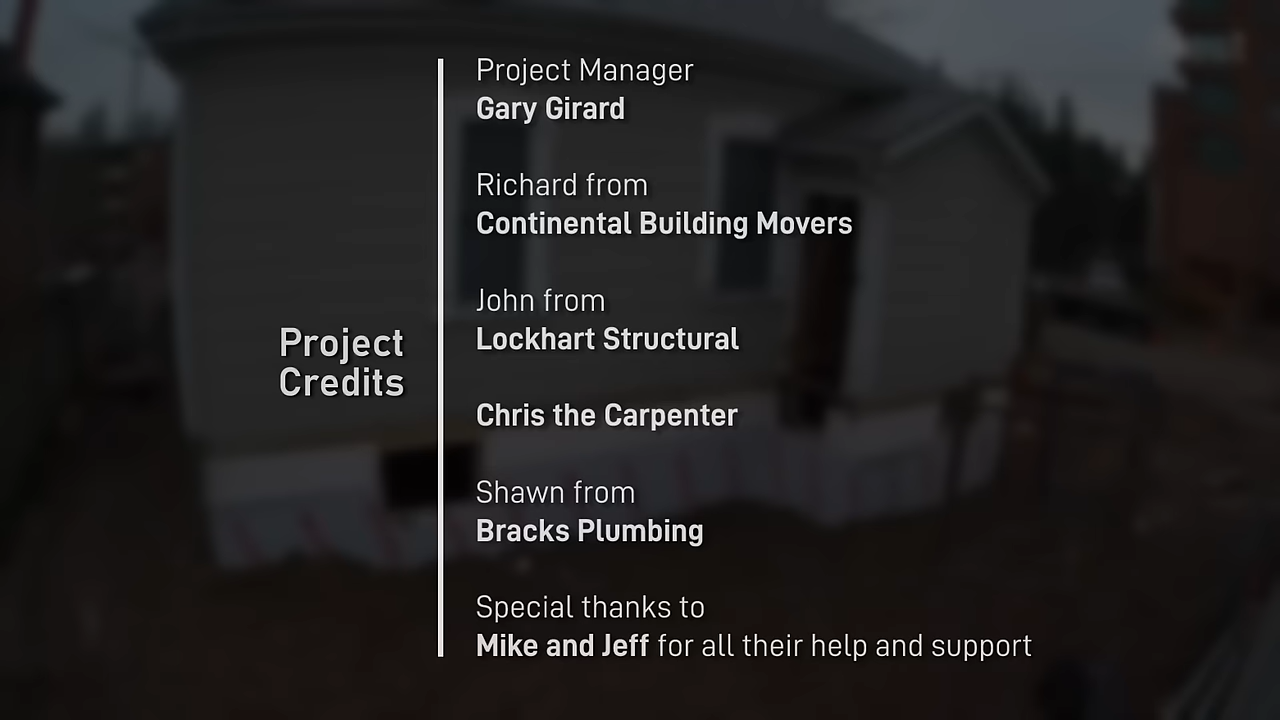 Project
Credits
Project Manager
Gary Girard
Richard from
Continental Building Movers
John from
Lockhart Structural
Chris the Carpenter
Shawn from
Bracks Plumbing
Special thanks to
Mike and Jeff for all their help and support